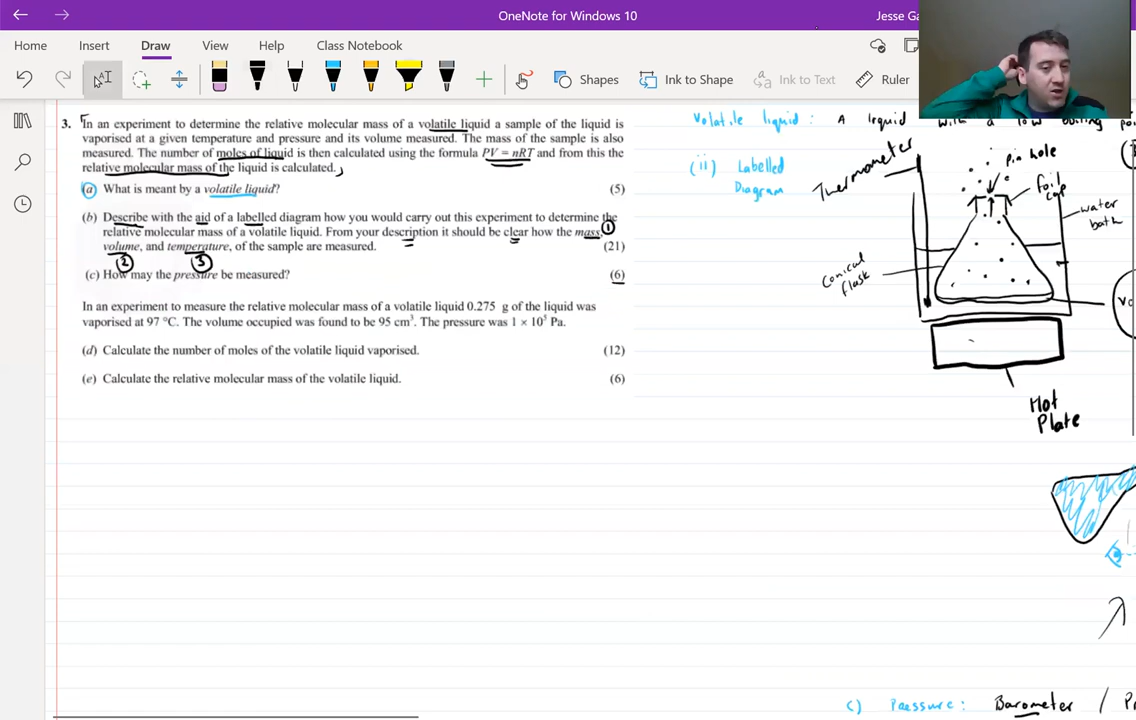 OneNote for Windows 10
Jesse Ga
Home Insert Draw View Help Class Notebook
Shapes Ink to Shape Ink to Text Ruler
3. In an experiment to determine the relative molecular mass of a volatile liquid a sample of the liquid is
vaporised at a given temperature and pressure and its volume measured. The mass of the sample is also
measured. The number of moles of liquid is then calculated using the formula PV = nRT and from this the
relative molecular mass of the liquid is calculated.
(a) What is meant by a volatile liquid? (5)
(b) Describe with the aid of a labelled diagram how you would carry out this experiment to determine the
relative molecular mass of a volatile liquid. From your description it should be clear how the mass, 1
volume, and temperature, of the sample are measured. (21)
2 3
(c) How may the pressure be measured? (6)
In an experiment to measure the relative molecular mass of a volatile liquid 0.275 g of the liquid was
vaporised at 97 °C. The volume occupied was found to be 95 cm³. The pressure was 1 × 10⁵ Pa.
(d) Calculate the number of moles of the volatile liquid vaporised. (12)
(e) Calculate the relative molecular mass of the volatile liquid. (6)
Volatile liquid: A liquid with a low boiling po
(ii) Labelled
Diagram
Thermometer
pin hole
foil
cap
water
bath
Conical
flask
Vo
Hot
Plate
c) Pressure: Barometer / P